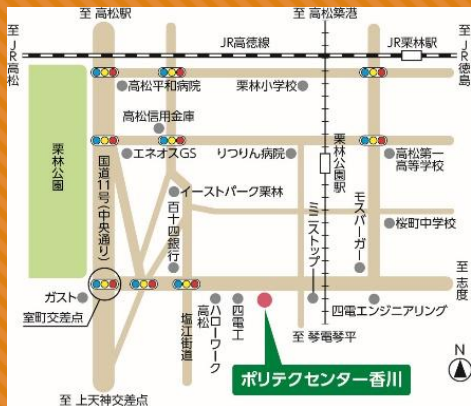 至 高松駅
至 高松築港
至 JR高松
JR高徳線
JR栗林駅
至 JR徳島
高松平和病院
栗林小学校
高松信用金庫
栗林公園
国道11号(中央通り)
エネオスGS
りつりん病院
栗林公園駅
高松第一
高等学校
イーストパーク栗林
百十四銀行
ミニストップ
モスバーガー
桜町中学校
至 志度
ガスト
室町交差点
塩江街道
ハローワーク
高松
四電工
四電エンジニアリング
至 琴電琴平
N
ポリテクセンター香川
至 上天神交差点